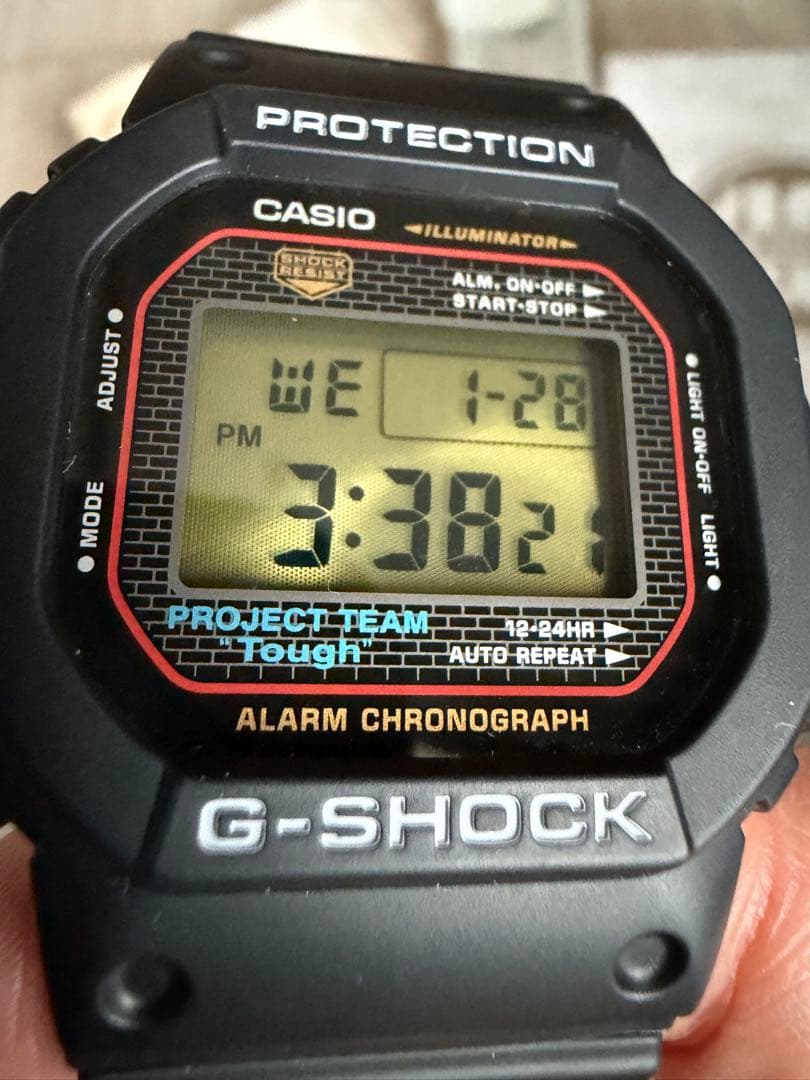 PROTECTION
CASIO
ILLUMINATOR
SHOCK
RESIST
ALM. ON·OFF
START·STOP
ADJUST
MODE
LIGHT ON·OFF
LIGHT
WE 1-28
PM
3:38 21
PROJECT TEAM
"Tough"
12·24HR
AUTO REPEAT
ALARM CHRONOGRAPH
G-SHOCK